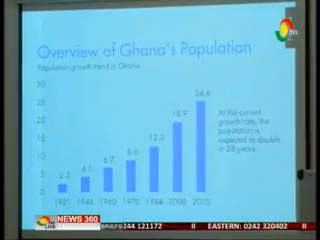 Overview of Ghana's Population
Population growth trend in Ghana
30
25
20
15
10
5
0
2.3
4.1
6.7
8.6
12.3
18.9
24.6
1921
1948
1960
1970
1984
2000
2010
At the current
growth rate, the
population is
expected to double
in 28 years.
LIVE
NEWS 360
BRIEFS
244 121172
EASTERN: 0242 320402